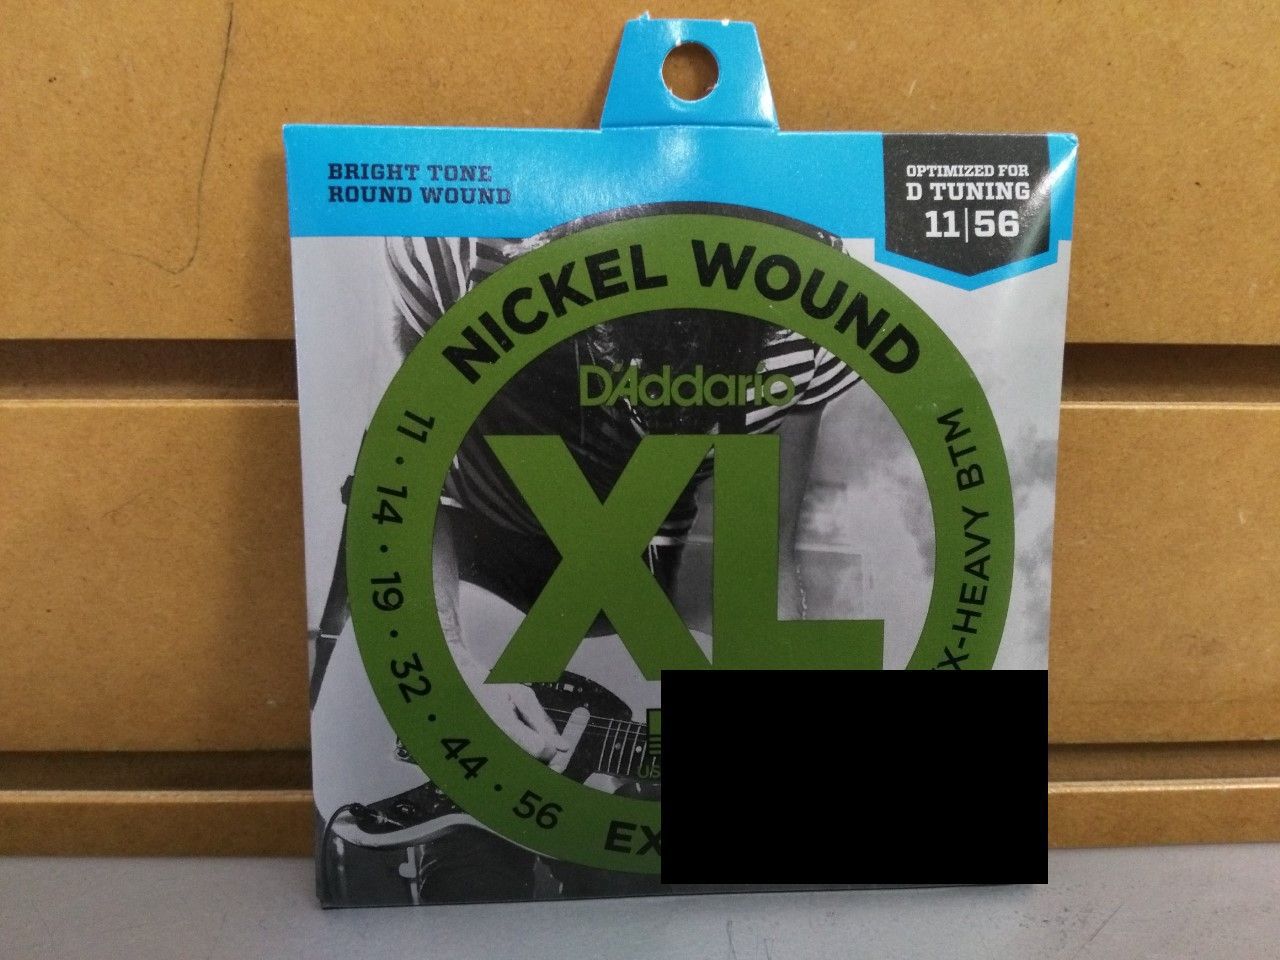 BRIGHT TONE
ROUND WOUND
OPTIMIZED FOR
D TUNING
11|56
NICKEL WOUND
D'Addario
XL
11 · 14 · 19 · 32 · 44 · 56
-HEAVY BTM